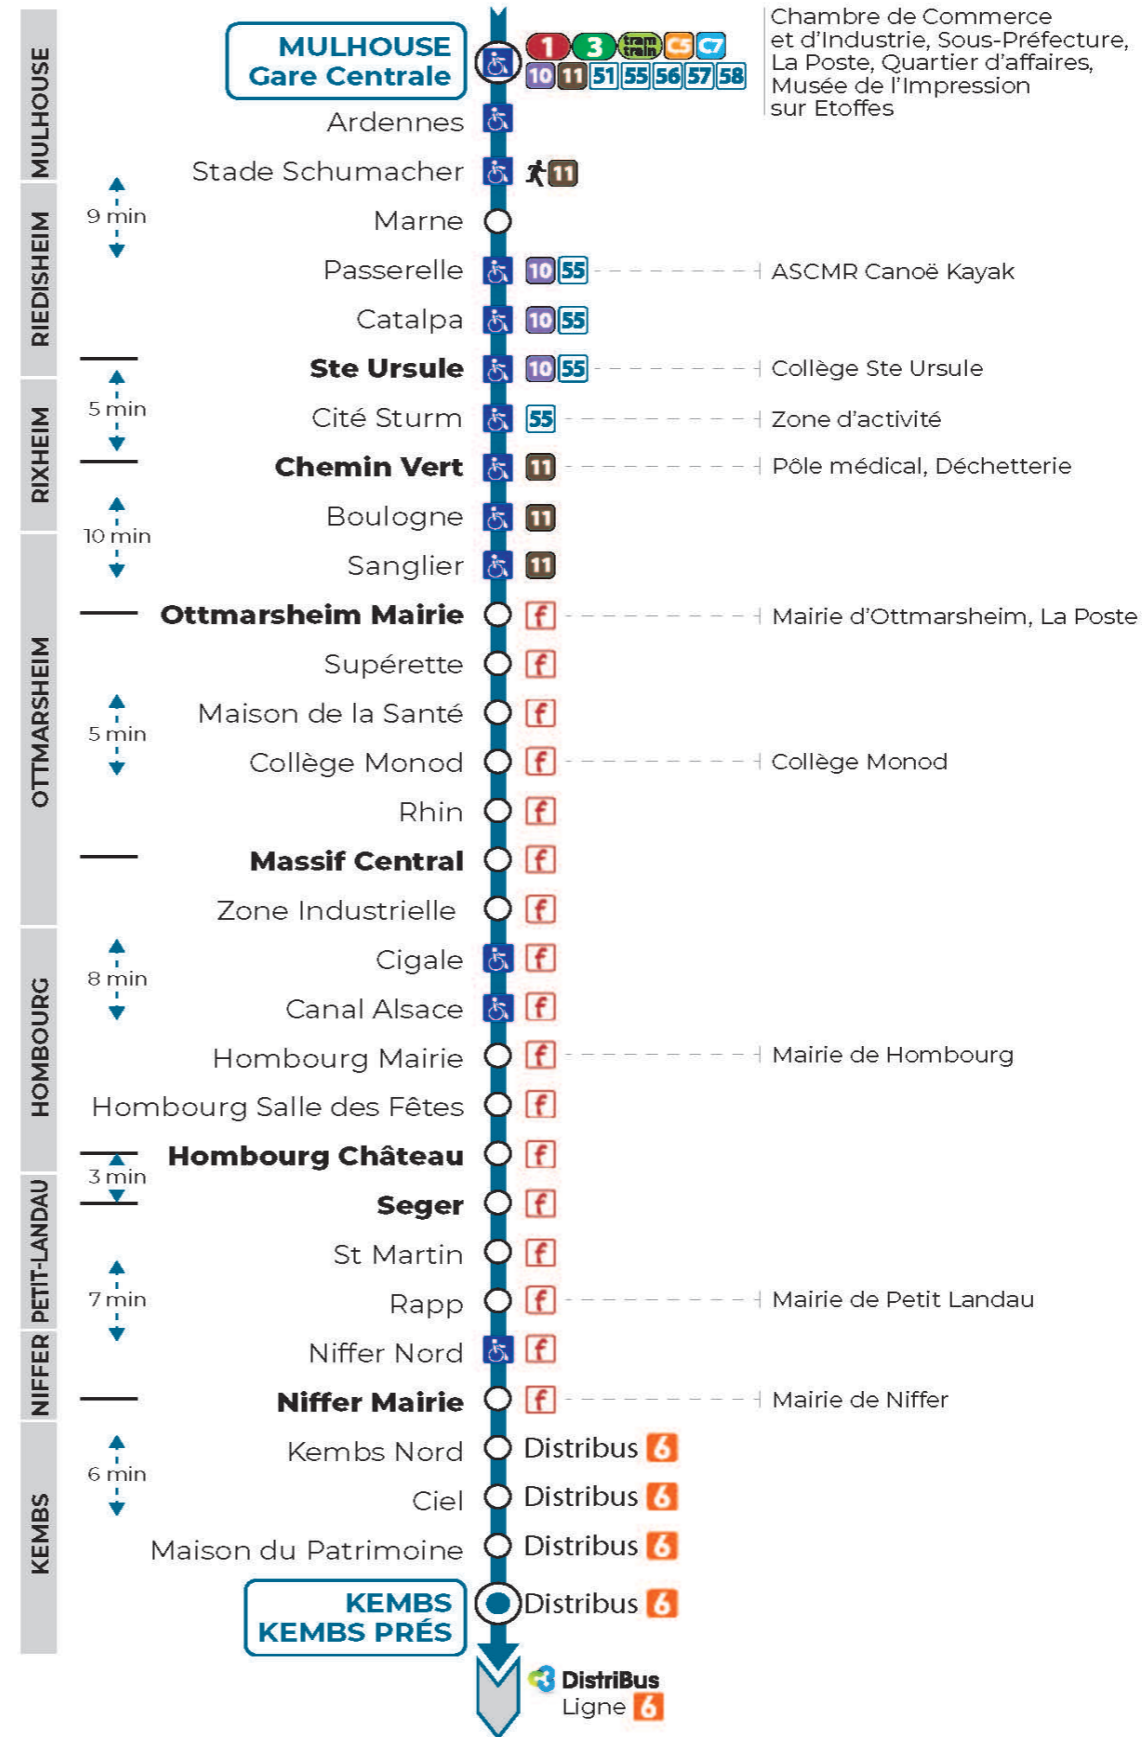 MULHOUSE
RIEDISHEIM
RIXHEIM
OTTMARSHEIM
HOMBOURG
PETIT-LANDAU
NIFFER
KEMBS
MULHOUSE
Gare Centrale
1 3 tram train C5 C7
10 11 51 55 56 57 58
Chambre de Commerce
et d'Industrie, Sous-Préfecture,
La Poste, Quartier d'affaires,
Musée de l'Impression
sur Etoffes
Ardennes
Stade Schumacher 11
9 min
Marne
Passerelle 10 55 ASCMR Canoë Kayak
Catalpa 10 55
Ste Ursule 10 55 Collège Ste Ursule
5 min
Cité Sturm 55 Zone d'activité
Chemin Vert 11 Pôle médical, Déchetterie
Boulogne 11
10 min
Sanglier 11
Ottmarsheim Mairie f Mairie d'Ottmarsheim, La Poste
Supérette f
Maison de la Santé f
5 min
Collège Monod f Collège Monod
Rhin f
Massif Central f
Zone Industrielle f
Cigale f
8 min
Canal Alsace f
Hombourg Mairie f Mairie de Hombourg
Hombourg Salle des Fêtes f
Hombourg Château f
3 min
Seger f
St Martin f
7 min
Rapp f Mairie de Petit Landau
Niffer Nord f
Niffer Mairie f Mairie de Niffer
Kembs Nord Distribus 6
6 min
Ciel Distribus 6
Maison du Patrimoine Distribus 6
KEMBS
KEMBS PRÉS
Distribus 6
DistriBus
Ligne 6